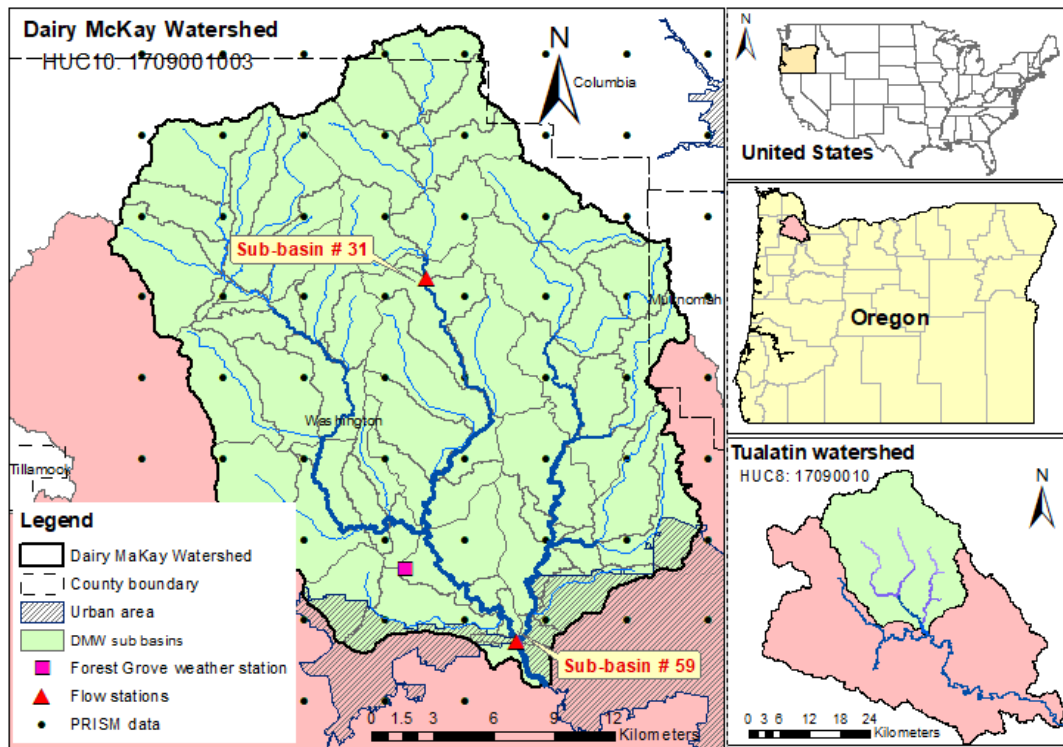 Dairy McKay Watershed
HUC10: 1709001003
N
Columbia
Sub-basin # 31
Multnomah
Washington
Tillamook
Legend
Dairy MaKay Watershed
County boundary
Urban area
DMW sub basins
Forest Grove weather station
Flow stations
PRISM data
Sub-basin # 59
0 1.5 3 6 9 12
Kilometers
N
United States
Oregon
Tualatin watershed
HUC8: 17090010
N
0 3 6 12 18 24
Kilometers